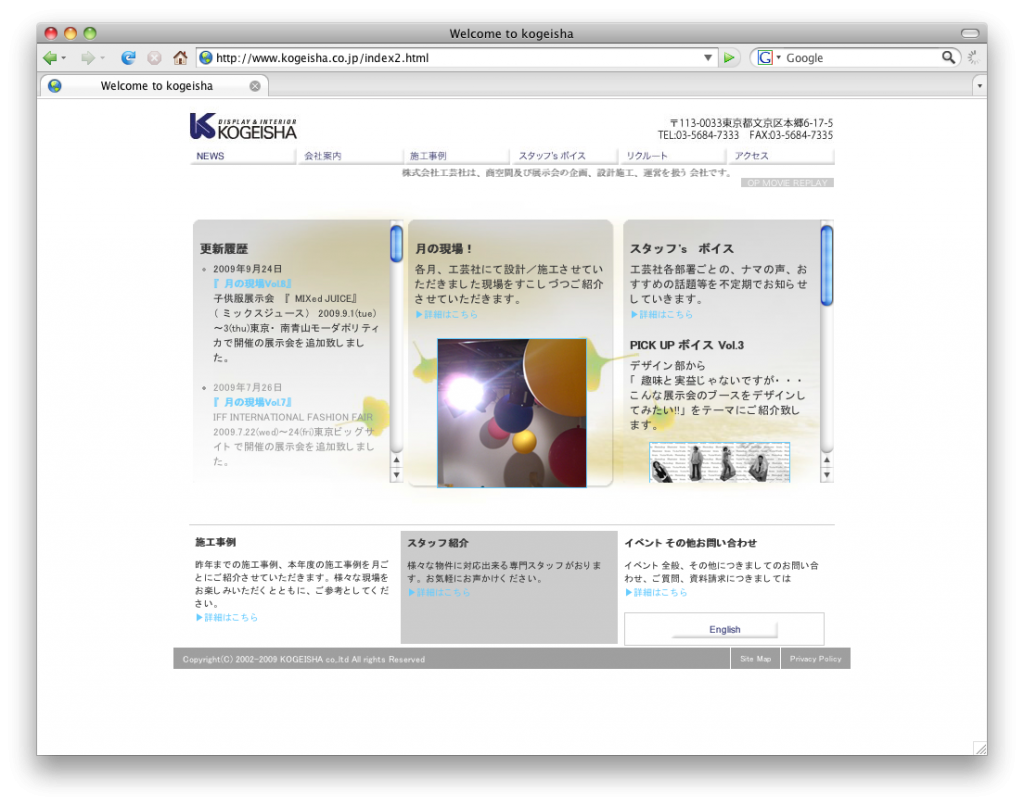 Welcome to kogeisha
http://www.kogeisha.co.jp/index2.html
Google
Welcome to kogeisha
DISPLAY & INTERIOR
KOGEISHA
〒113-0033東京都文京区本郷6-17-5
TEL:03-5684-7333 FAX:03-5684-7335
NEWS 会社案内 施工事例 スタッフ's ボイス リクルート アクセス
株式会社工芸社は、商空間及び展示会の企画、設計施工、運営を扱う会社です。
OP MOVIE REPLAY
更新履歴
2009年9月24日
『 月の現場Vol.8』
子供服展示会 『 MIXed JUICE』
（ミックスジュース） 2009.9.1(tue)
～3(thu)東京・南青山モーダポリティ
カで開催の展示会を追加致しまし
た。
2009年7月26日
『 月の現場Vol.7』
IFF INTERNATIONAL FASHION FAIR
2009.7.22(wed)～24(fri)東京ビッグサ
イトで開催の展示会を追加致しまし
た。
月の現場！
各月、工芸社にて設計／施工させてい
ただきました現場をすこしづつご紹介
させていただきます。
▶詳細はこちら
スタッフ's ボイス
工芸社各部署ごとの、ナマの声、お
すすめの話題等を不定期でお知らせ
していきます。
▶詳細はこちら
PICK UP ボイス Vol.3
デザイン部から
「 趣味と実益じゃないですが・・・
こんな展示会のブースをデザインし
てみたい!!」をテーマにご紹介致し
ます。
施工事例
昨年までの施工事例、本年度の施工事例を月ご
とにご紹介させていただきます。様々な現場を
お楽しみいただくとともに、ご参考としてくだ
さい。
▶詳細はこちら
スタッフ紹介
様々な物件に対応出来る専門スタッフがおりま
す。お気軽にお声かけください。
▶詳細はこちら
イベントその他お問い合わせ
イベント全般、その他につきましてのお問い合
わせ、ご質問、資料請求につきましては
▶詳細はこちら
English
Copyright(C) 2002-2009 KOGEISHA co,.ltd All rights Reserved
Site Map Privacy Policy